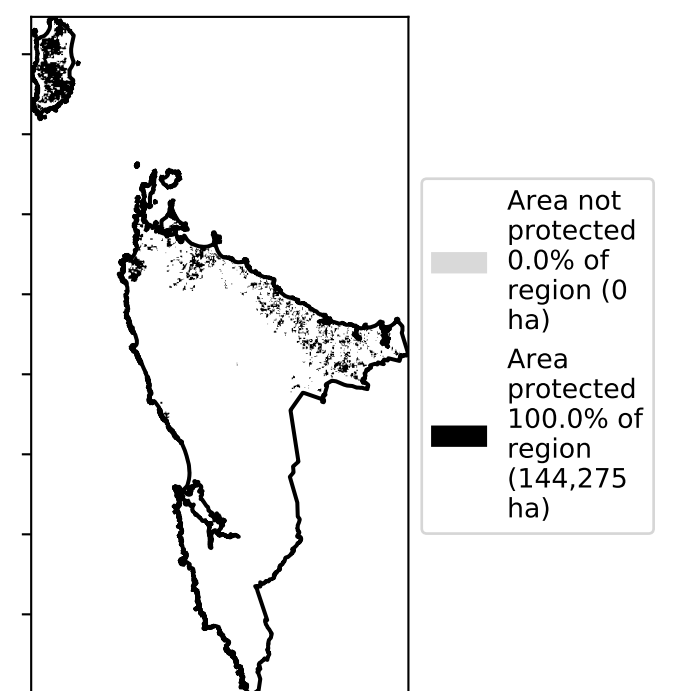 Area not
protected
0.0% of
region (0
ha)
Area
protected
100.0% of
region
(144,275
ha)